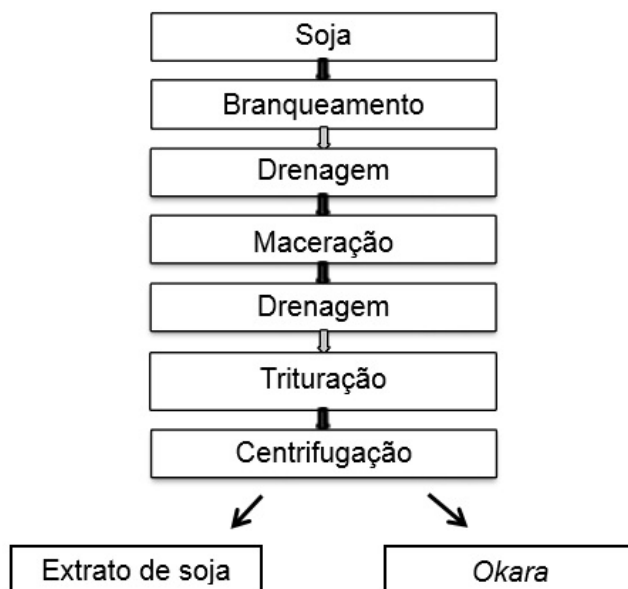 Soja
Branqueamento
Drenagem
Maceração
Drenagem
Trituração
Centrifugação
Extrato de soja
Okara